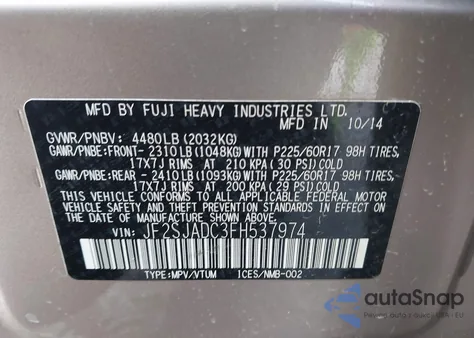 MFD. BY FUJI HEAVY INDUSTRIES LTD.
MFD IN 10/14
GVWR/PNBV: 4480LB (2032KG)
GAWR/PNBE:FRONT- 2310LB (1048KG) WITH P225/60R17 98H TIRES,
17X7J RIMS AT 210 KPA (30 PSI) COLD
GAWR/PNBE: REAR - 2410LB (1093KG) WITH P225/60R17 98H TIRES,
17X7J RIMS AT 200 KPA (29 PSI) COLD
THIS VEHICLE CONFORMS TO ALL APPLICABLE
FEDERAL MOTOR VEHICLE SAFETY, BUMPER, AND THEFT
PREVENTION STANDARDS IN EFFECT ON THE DATE OF
MANUFACTURE SHOWN ABOVE.
VIN: JF2SJADC3FH537974
TYPE:MPV/VTUM ICES/NMB-002
autaSnap